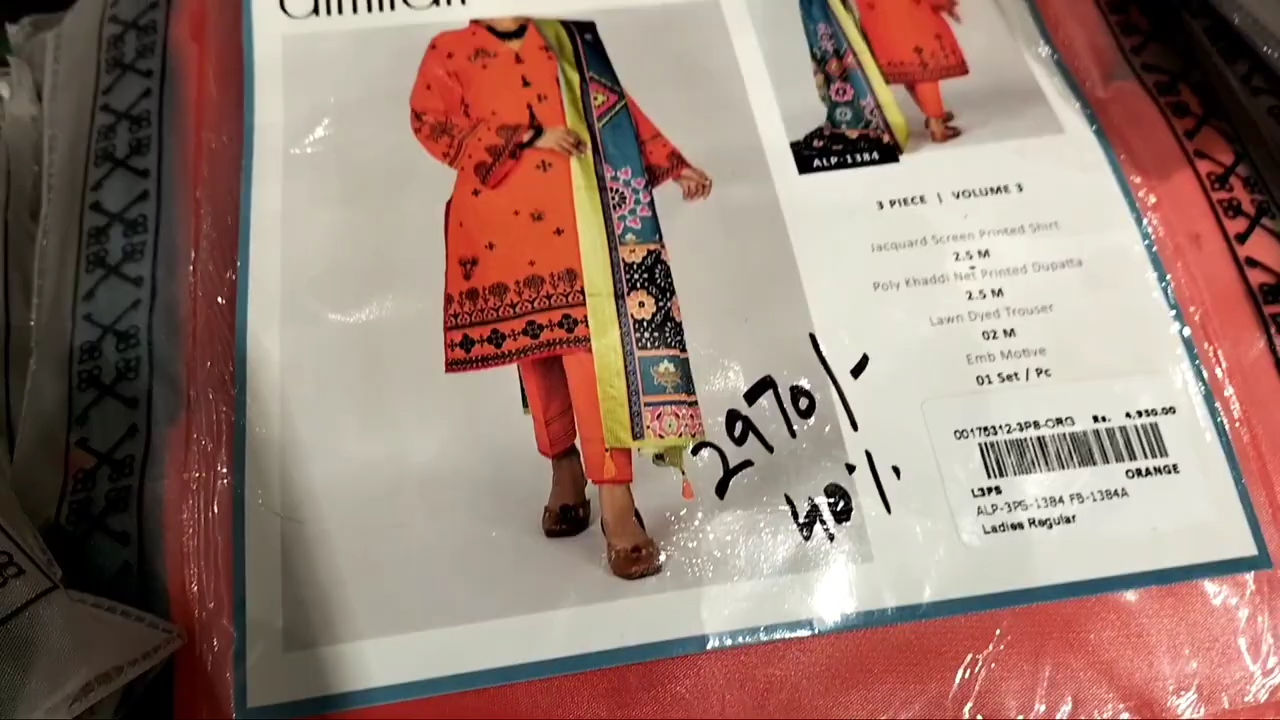 almirah
ALP-1384
3 PIECE | VOLUME 3
Jacquard Screen Printed Shirt
2.5 M
Poly Khaddi Net Printed Dupatta
2.5 M
Lawn Dyed Trouser
02 M
Emb Motive
01 Set / Pc
2970/-
40%
00175312-3PB-ORG Rs. 4,950.00
L3PS ORANGE
ALP-3PS-1384 FB-1384A
Ladies Regular